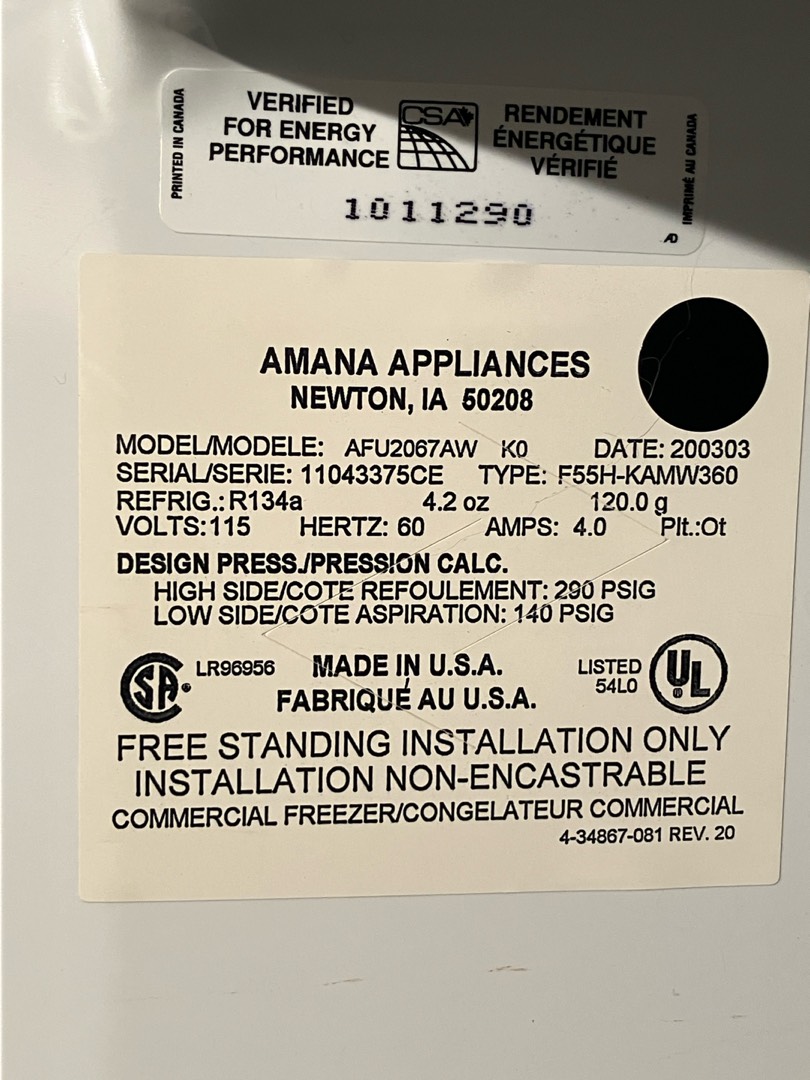 PRINTED IN CANADA
VERIFIED
FOR ENERGY
PERFORMANCE
CSA
RENDEMENT
ÉNERGÉTIQUE
VÉRIFIÉ
IMPRIMÉ AU CANADA
1011290
AD
AMANA APPLIANCES
NEWTON, IA 50208
MODEL/MODELE: AFU2067AW K0 DATE: 200303
SERIAL/SERIE: 11043375CE TYPE: F55H-KAMW360
REFRIG.: R134a 4.2 oz 120.0 g
VOLTS: 115 HERTZ: 60 AMPS: 4.0 Plt.:Ot
DESIGN PRESS./PRESSION CALC.
HIGH SIDE/COTE REFOULEMENT: 290 PSIG
LOW SIDE/COTE ASPIRATION: 140 PSIG
SA LR96956 MADE IN U.S.A. LISTED UL
FABRIQUÉ AU U.S.A. 54L0
FREE STANDING INSTALLATION ONLY
INSTALLATION NON-ENCASTRABLE
COMMERCIAL FREEZER/CONGELATEUR COMMERCIAL
4-34867-081 REV. 20